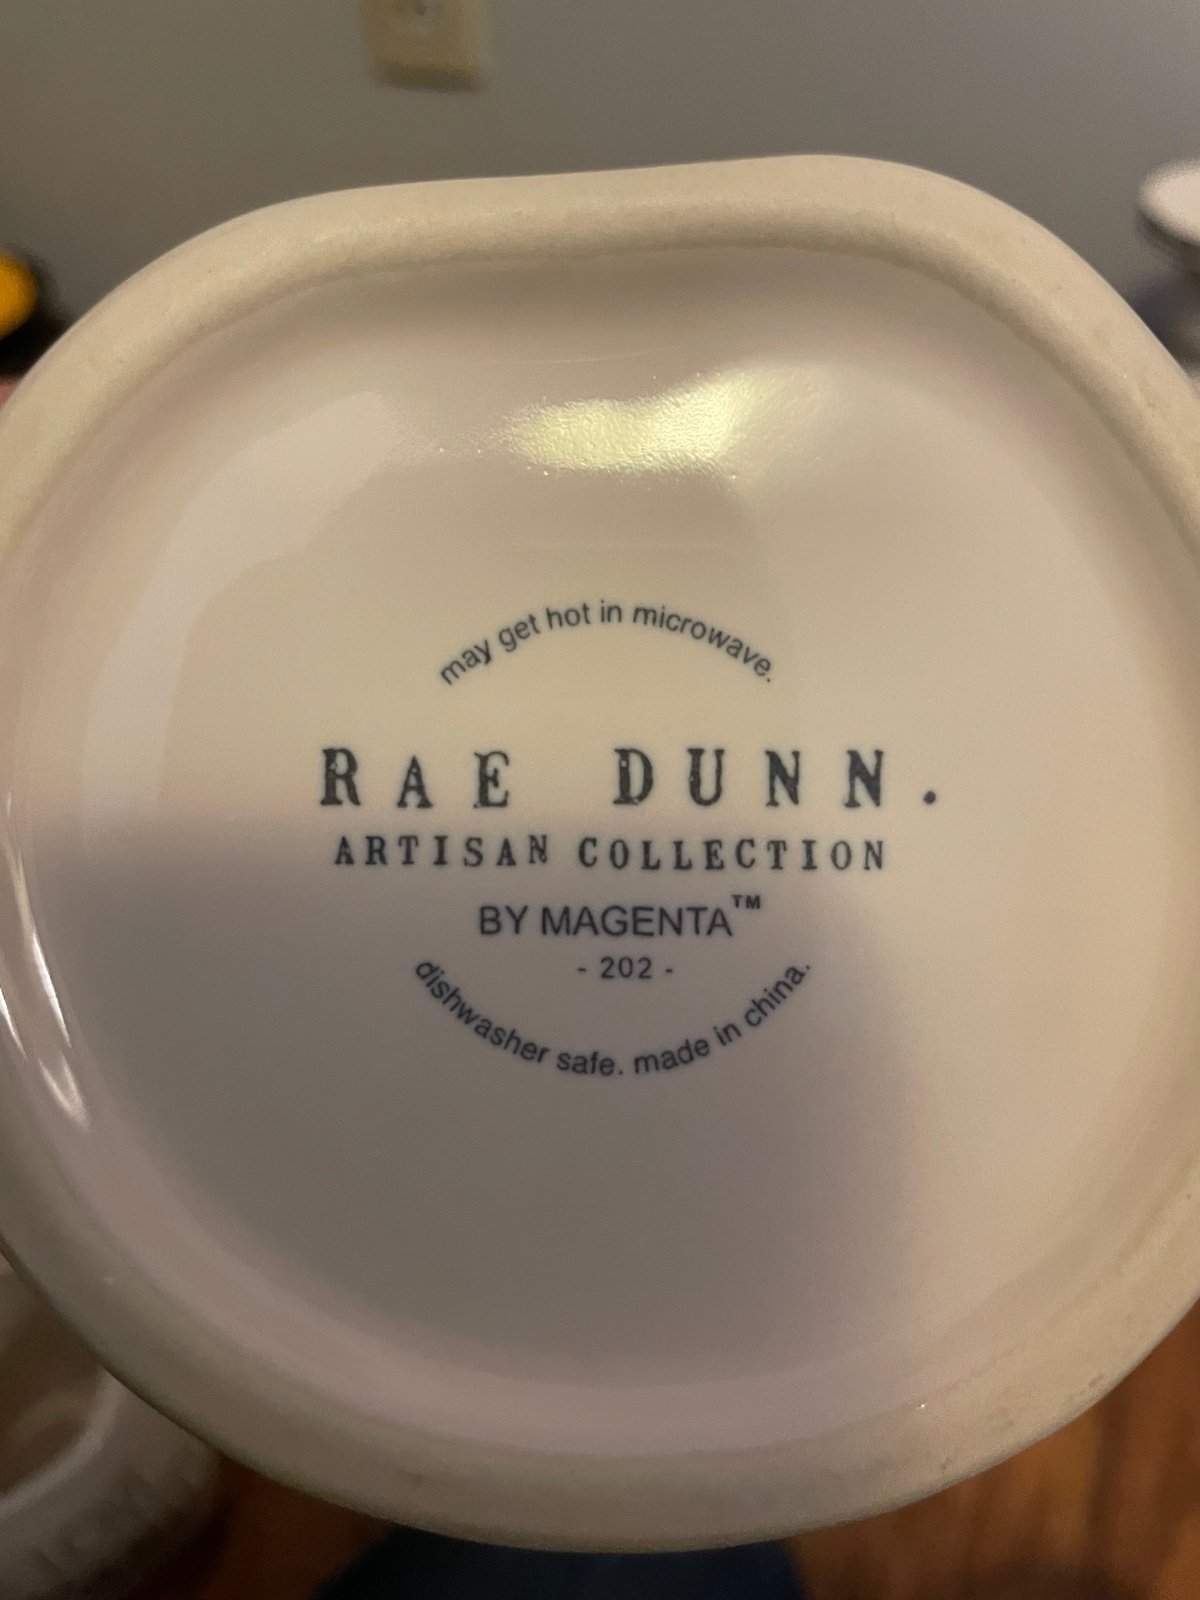 may get hot in microwave.
RAE DUNN.
ARTISAN COLLECTION
BY MAGENTA™
- 202 -
dishwasher safe. made in china.